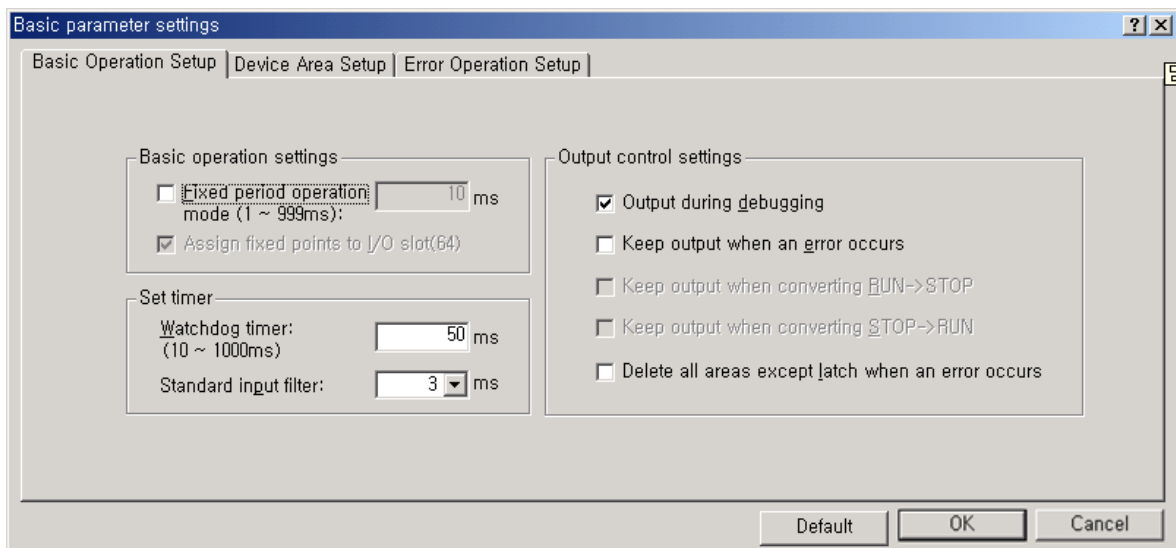 Basic parameter settings
Basic Operation Setup
Device Area Setup
Error Operation Setup
Basic operation settings
Fixed period operation
mode (1 ~ 999ms):
10 ms
Assign fixed points to I/O slot(64)
Set timer
Watchdog timer:
(10 ~ 1000ms)
50 ms
Standard input filter:
3 ms
Output control settings
Output during debugging
Keep output when an error occurs
Keep output when converting RUN->STOP
Keep output when converting STOP->RUN
Delete all areas except latch when an error occurs
Default
OK
Cancel